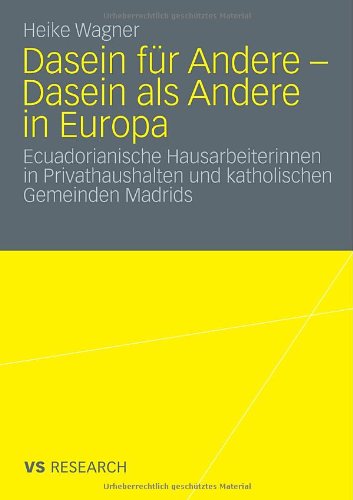 Urheberrechtlich geschütztes Material
Heike Wagner
Dasein für Andere –
Dasein als Andere
in Europa
Ecuadorianische Hausarbeiterinnen
in Privathaushalten und katholischen
Gemeinden Madrids
VS RESEARCH
Urheberrechtlich geschütztes Material